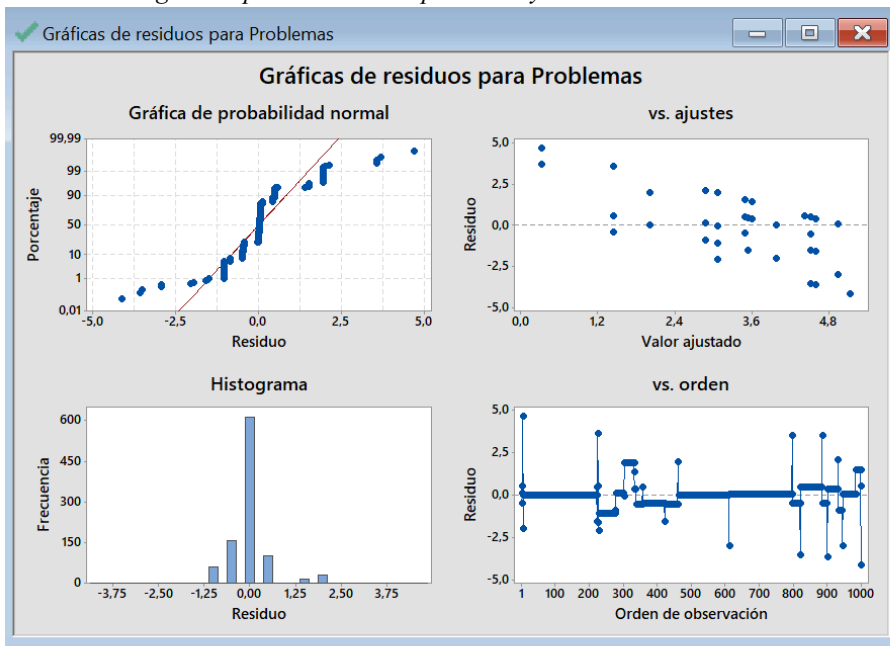 Gráficas de residuos para Problemas
Gráficas de residuos para Problemas
Gráfica de probabilidad normal
99,99
99
90
50
10
1
0,01
Porcentaje
-5,0 -2,5 0,0 2,5 5,0
Residuo
vs. ajustes
5,0
2,5
0,0
-2,5
-5,0
Residuo
0,0 1,2 2,4 3,6 4,8
Valor ajustado
Histograma
600
450
300
150
0
Frecuencia
-3,75 -2,50 -1,25 0,00 1,25 2,50 3,75
Residuo
vs. orden
5,0
2,5
0,0
-2,5
-5,0
Residuo
1 100 200 300 400 500 600 700 800 900 1000
Orden de observación